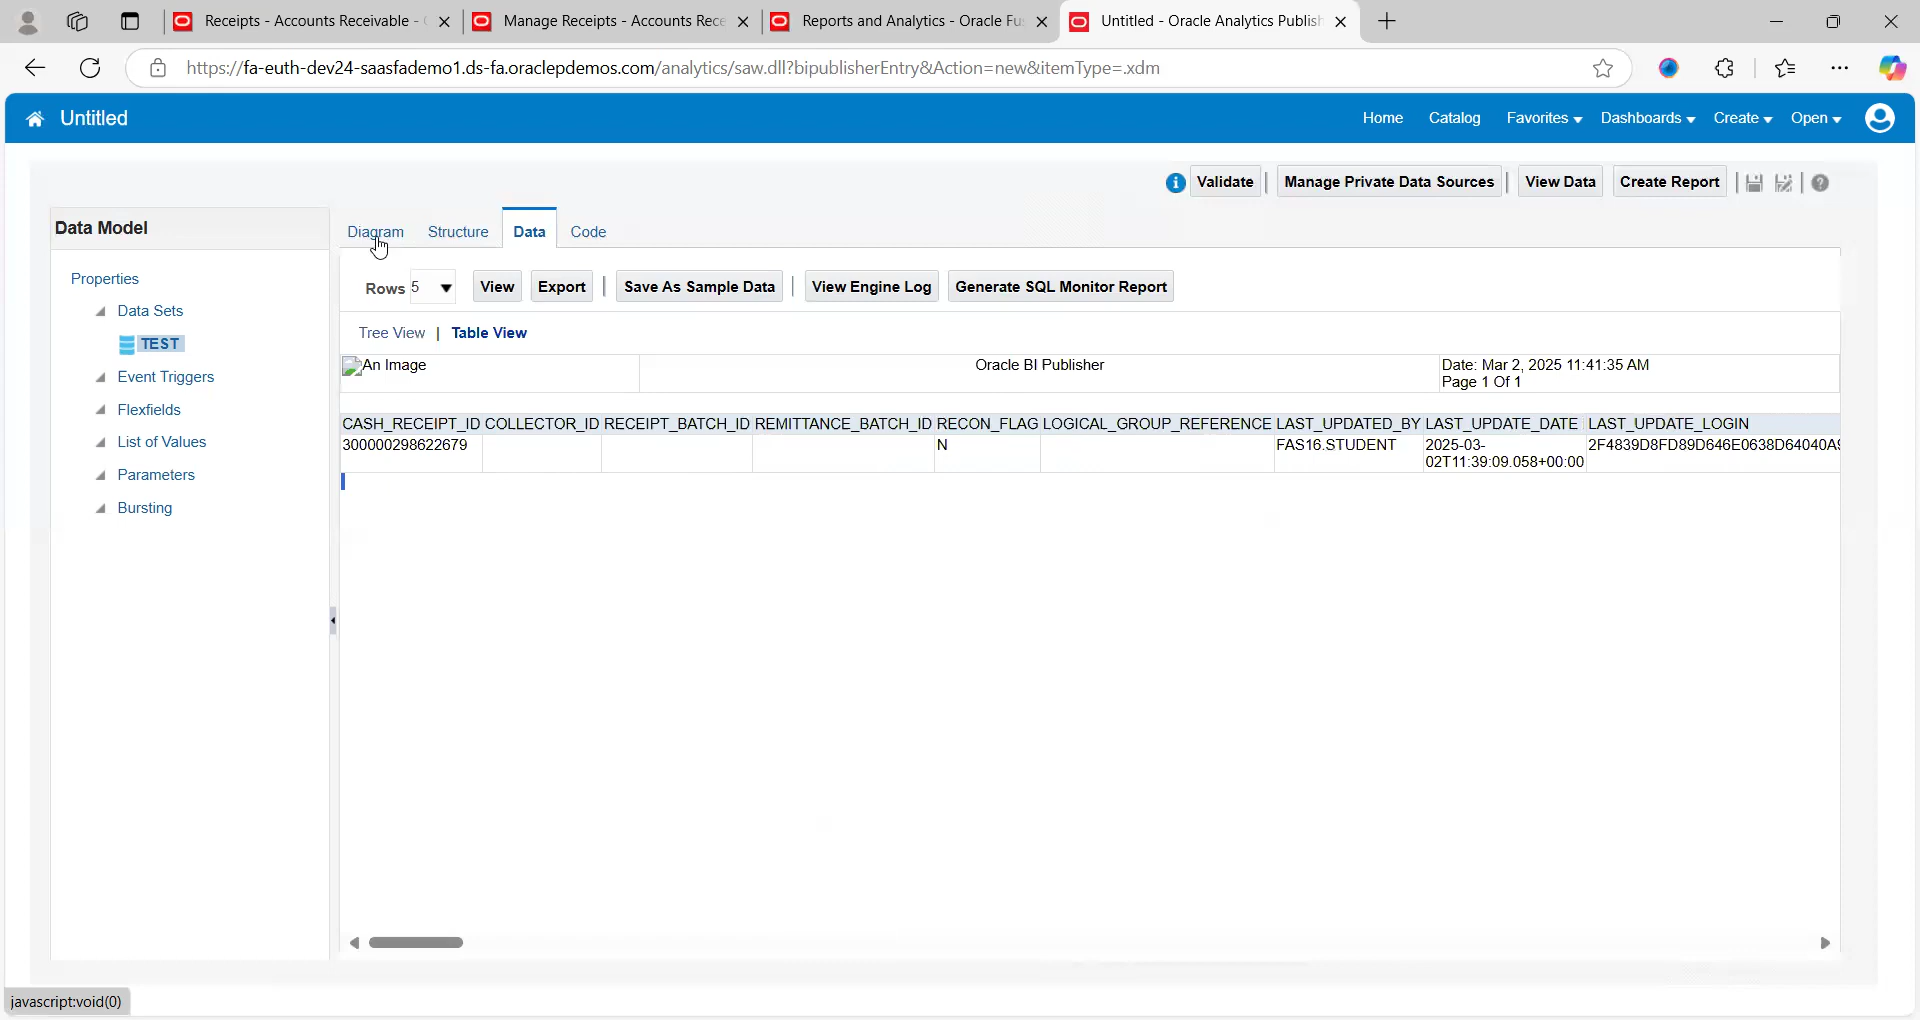 Receipts - Accounts Receivable -
Manage Receipts - Accounts Rece
Reports and Analytics - Oracle Fu
Untitled - Oracle Analytics Publish
https://fa-euth-dev24-saasfademo1.ds-fa.oraclepdemos.com/analytics/saw.dll?bipublisherEntry&Action=new&itemType=.xdm
Untitled
Home Catalog Favorites Dashboards Create Open
Validate | Manage Private Data Sources | View Data Create Report
Data Model
Diagram Structure Data Code
Properties
Data Sets
TEST
Event Triggers
Flexfields
List of Values
Parameters
Bursting
Rows 5 View Export | Save As Sample Data | View Engine Log Generate SQL Monitor Report
Tree View | Table View
An Image
Oracle BI Publisher
Date: Mar 2, 2025 11:41:35 AM
Page 1 Of 1
CASH_RECEIPT_ID COLLECTOR_ID RECEIPT_BATCH_ID REMITTANCE_BATCH_ID RECON_FLAG LOGICAL_GROUP_REFERENCE LAST_UPDATED_BY LAST_UPDATE_DATE LAST_UPDATE_LOGIN
300000298622679 N FAS16.STUDENT 2025-03-02T11:39:09.058+00:00 2F4839D8FD89D646E0638D64040A
javascript:void(0)